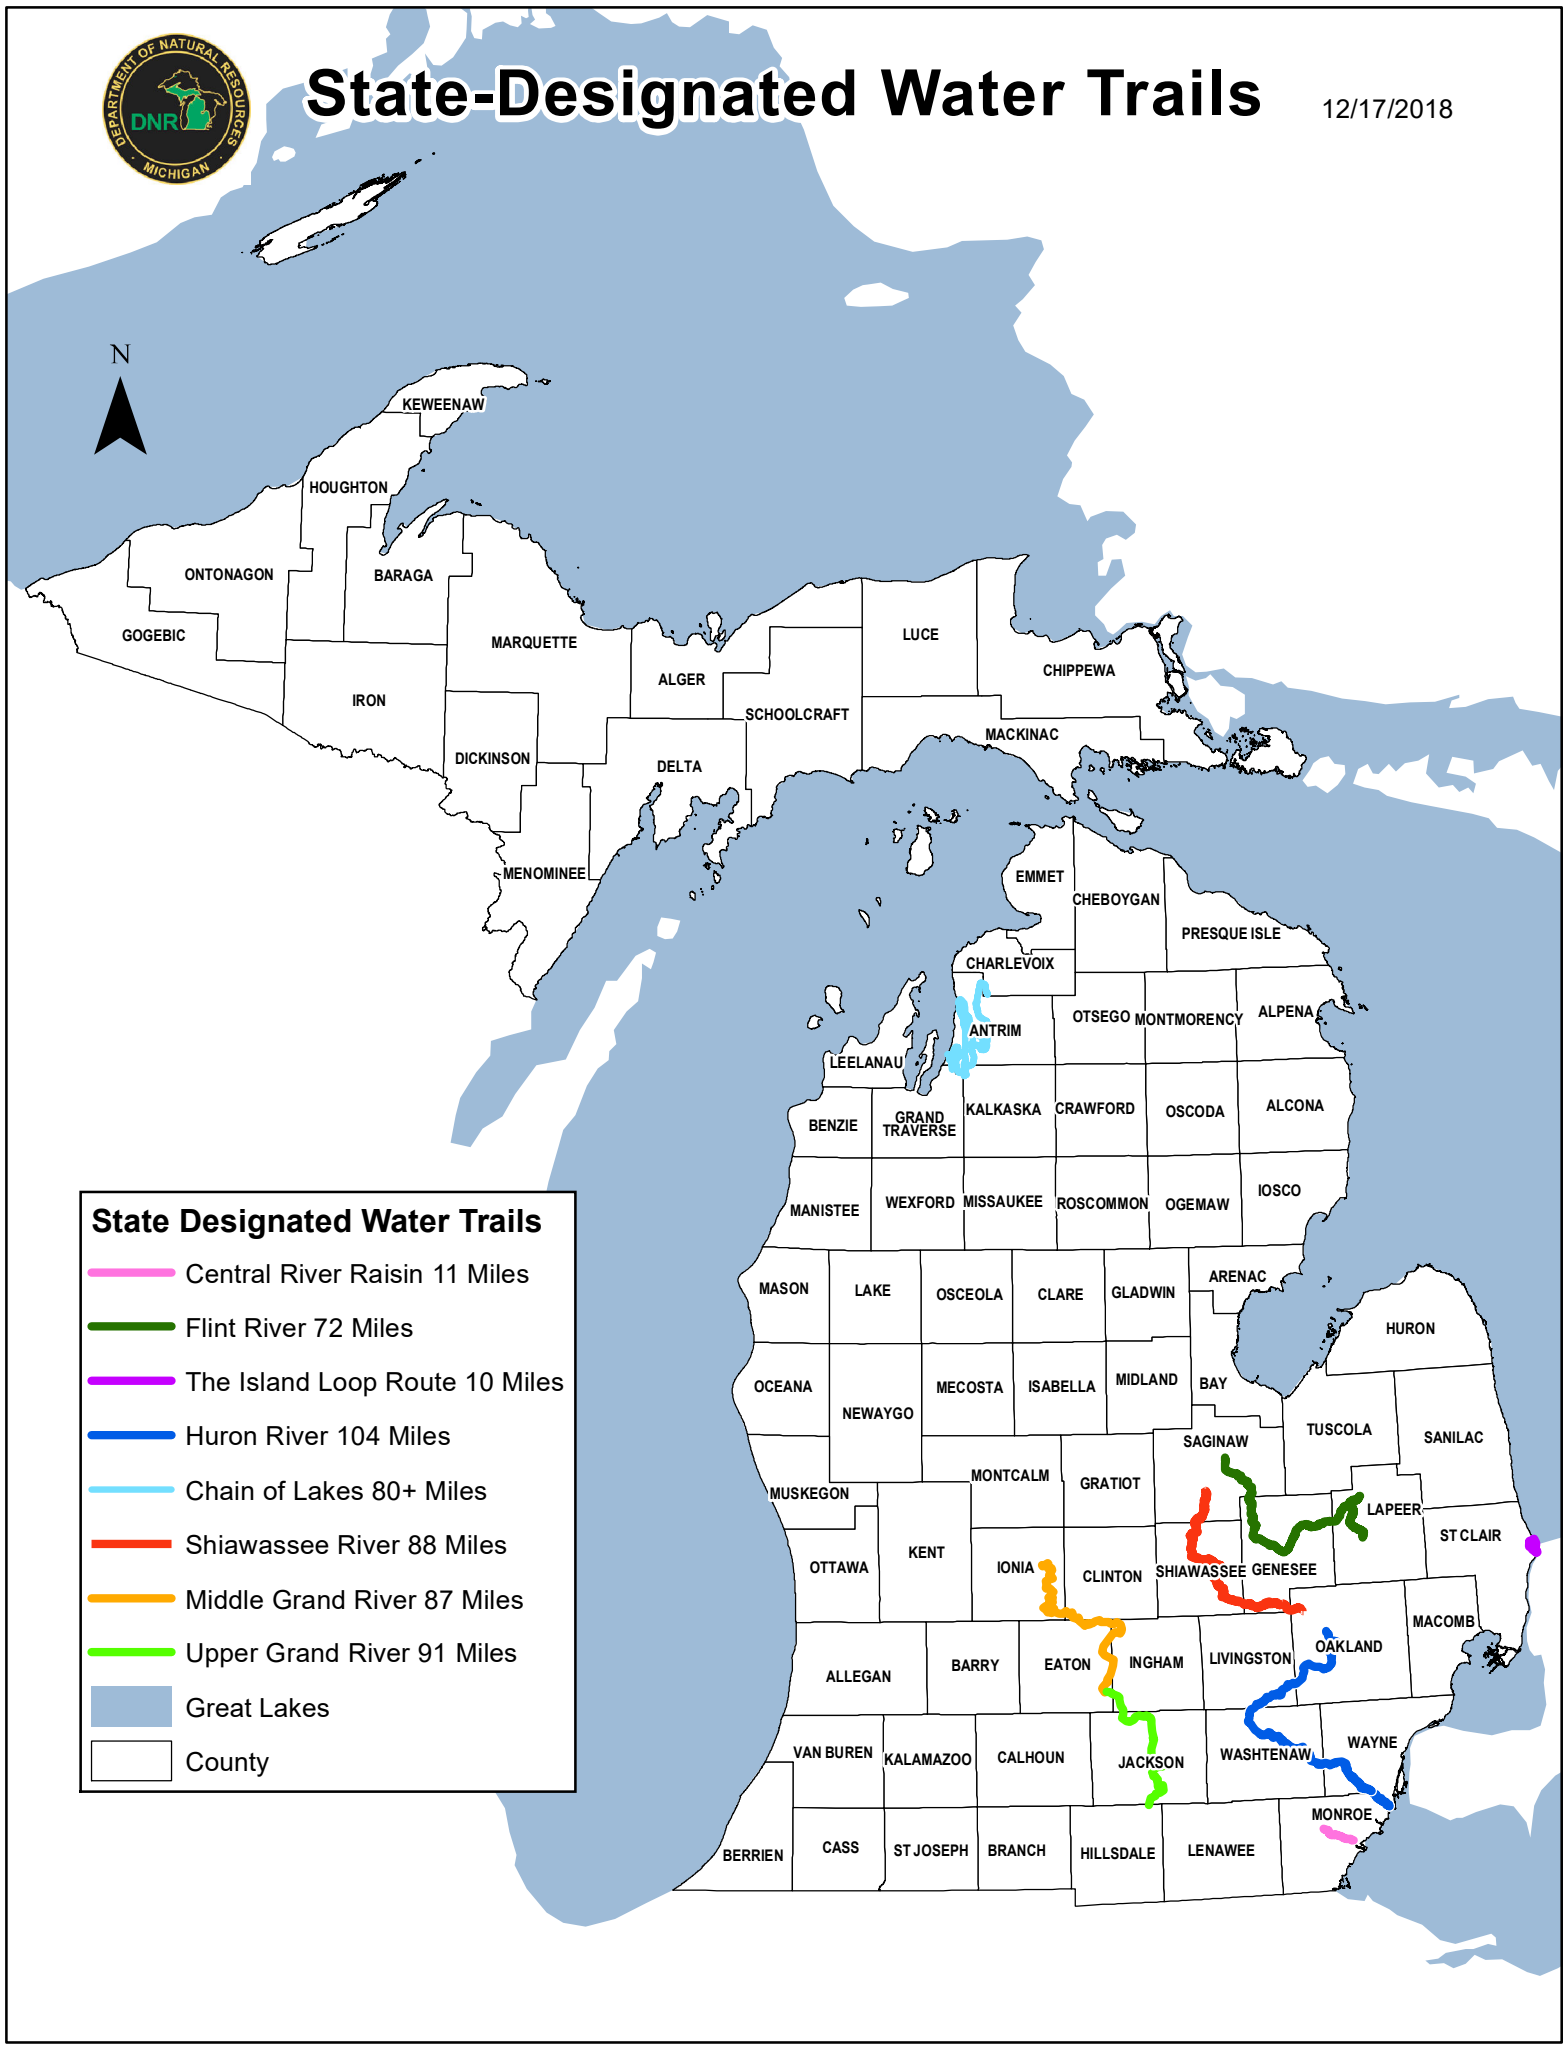 State-Designated Water Trails
12/17/2018
DEPARTMENT OF NATURAL RESOURCES
DNR
MICHIGAN
N
KEWEENAW
HOUGHTON
ONTONAGON
BARAGA
GOGEBIC
MARQUETTE
LUCE
ALGER
CHIPPEWA
IRON
SCHOOLCRAFT
MACKINAC
DICKINSON
DELTA
MENOMINEE
EMMET
CHEBOYGAN
PRESQUE ISLE
CHARLEVOIX
ANTRIM
OTSEGO
MONTMORENCY
ALPENA
LEELANAU
BENZIE
GRAND
TRAVERSE
KALKASKA
CRAWFORD
OSCODA
ALCONA
MANISTEE
WEXFORD
MISSAUKEE
ROSCOMMON
OGEMAW
IOSCO
MASON
LAKE
OSCEOLA
CLARE
GLADWIN
ARENAC
HURON
OCEANA
NEWAYGO
MECOSTA
ISABELLA
MIDLAND
BAY
TUSCOLA
SANILAC
SAGINAW
MUSKEGON
MONTCALM
GRATIOT
LAPEER
ST CLAIR
OTTAWA
KENT
IONIA
CLINTON
SHIAWASSEE
GENESEE
MACOMB
ALLEGAN
BARRY
EATON
INGHAM
LIVINGSTON
OAKLAND
VAN BUREN
KALAMAZOO
CALHOUN
JACKSON
WASHTENAW
WAYNE
MONROE
BERRIEN
CASS
ST JOSEPH
BRANCH
HILLSDALE
LENAWEE
State Designated Water Trails
Central River Raisin 11 Miles
Flint River 72 Miles
The Island Loop Route 10 Miles
Huron River 104 Miles
Chain of Lakes 80+ Miles
Shiawassee River 88 Miles
Middle Grand River 87 Miles
Upper Grand River 91 Miles
Great Lakes
County